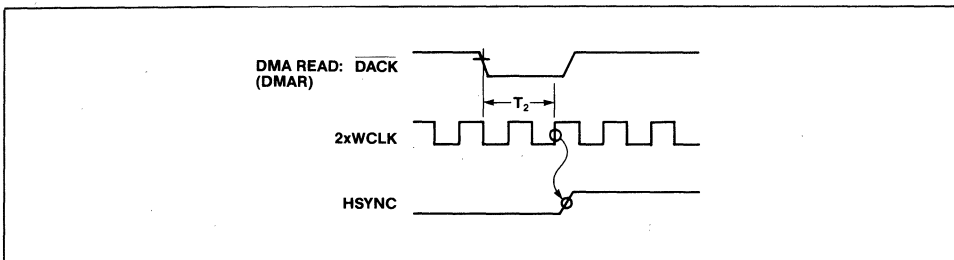 DMA READ: DACK
(DMAR)
T₂
2xWCLK
HSYNC